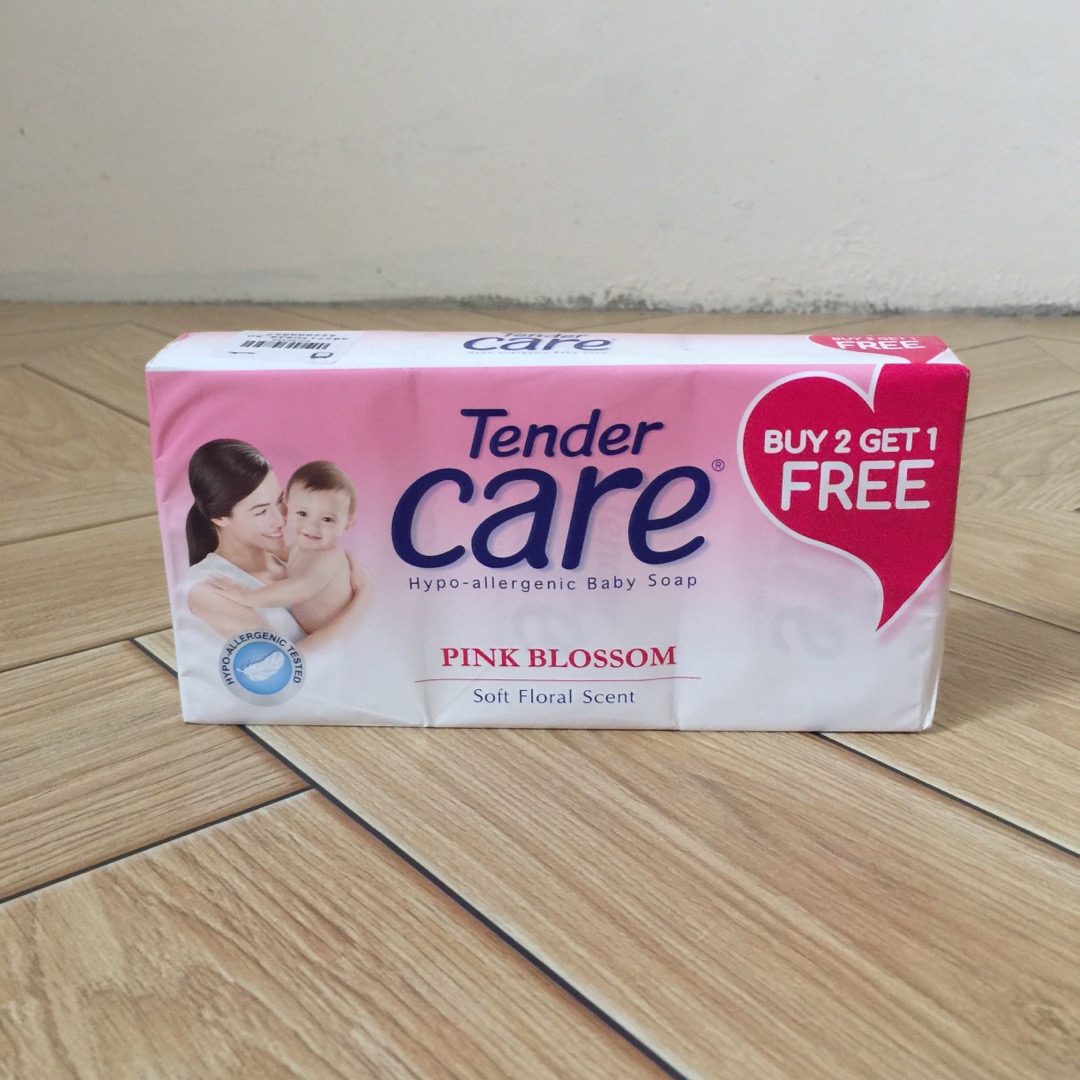 Tender
care
Hypo-allergenic Baby Soap
BUY 2 GET 1
FREE
Tender
care®
Hypo-allergenic Baby Soap
BUY 2 GET 1
FREE
HYPO-ALLERGENIC TESTED
PINK BLOSSOM
Soft Floral Scent